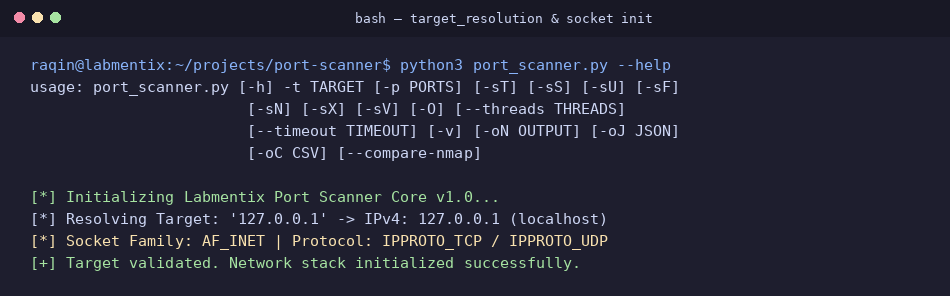 bash — target_resolution & socket init
raqin@labmentix:~/projects/port-scanner$ python3 port_scanner.py --help
usage: port_scanner.py [-h] -t TARGET [-p PORTS] [-sT] [-sS] [-sU] [-sF]
                        [-sN] [-sX] [-sV] [-O] [--threads THREADS]
                        [--timeout TIMEOUT] [-v] [-oN OUTPUT] [-oJ JSON]
                        [-oC CSV] [--compare-nmap]
[*] Initializing Labmentix Port Scanner Core v1.0...
[*] Resolving Target: '127.0.0.1' -> IPv4: 127.0.0.1 (localhost)
[*] Socket Family: AF_INET | Protocol: IPPROTO_TCP / IPPROTO_UDP
[+] Target validated. Network stack initialized successfully.